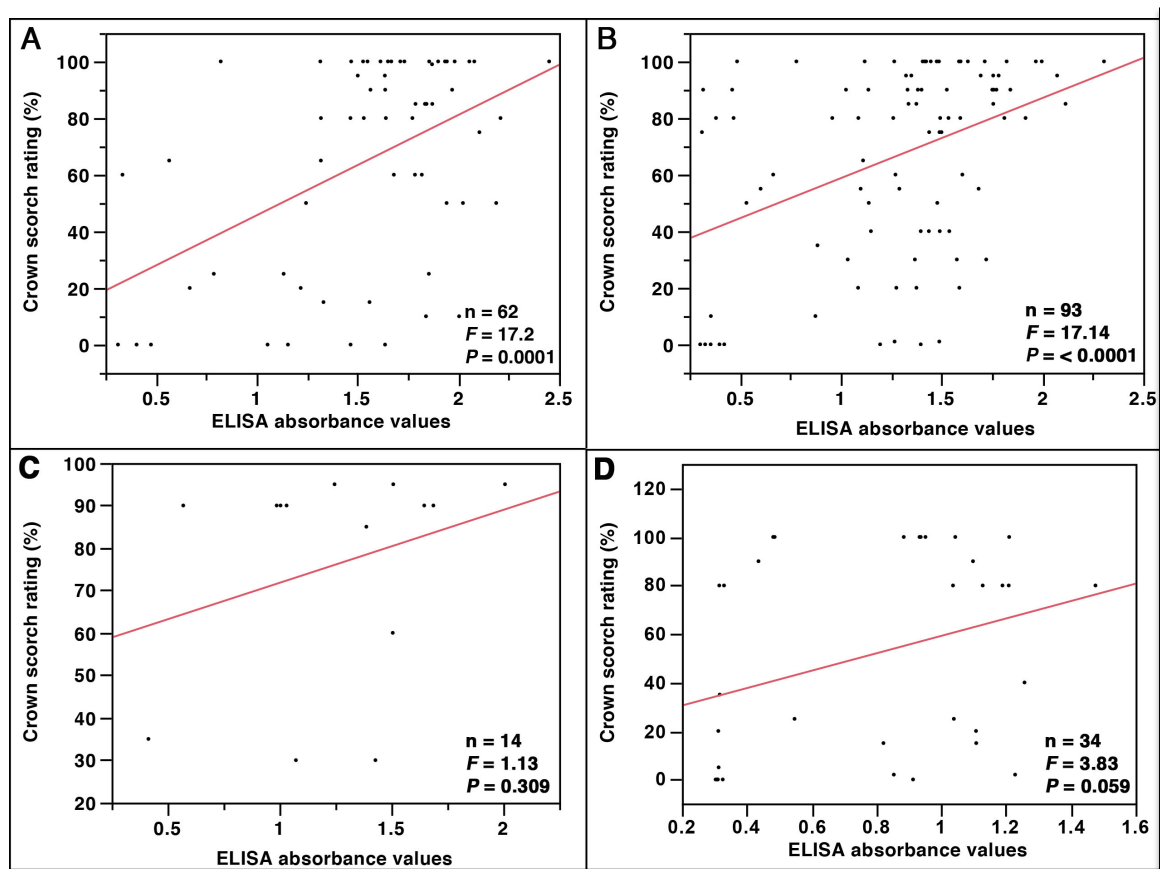 A
Crown scorch rating (%)
100
80
60
40
20
0
n = 62
F = 17.2
P = 0.0001
0.5 1 1.5 2 2.5
ELISA absorbance values
B
Crown scorch rating (%)
100
80
60
40
20
0
n = 93
F = 17.14
P = < 0.0001
0.5 1 1.5 2 2.5
ELISA absorbance values
C
Crown scorch rating (%)
100
90
80
70
60
50
40
30
20
n = 14
F = 1.13
P = 0.309
0.5 1 1.5 2
ELISA absorbance values
D
Crown scorch rating (%)
120
100
80
60
40
20
0
n = 34
F = 3.83
P = 0.059
0.2 0.4 0.6 0.8 1 1.2 1.4 1.6
ELISA absorbance values